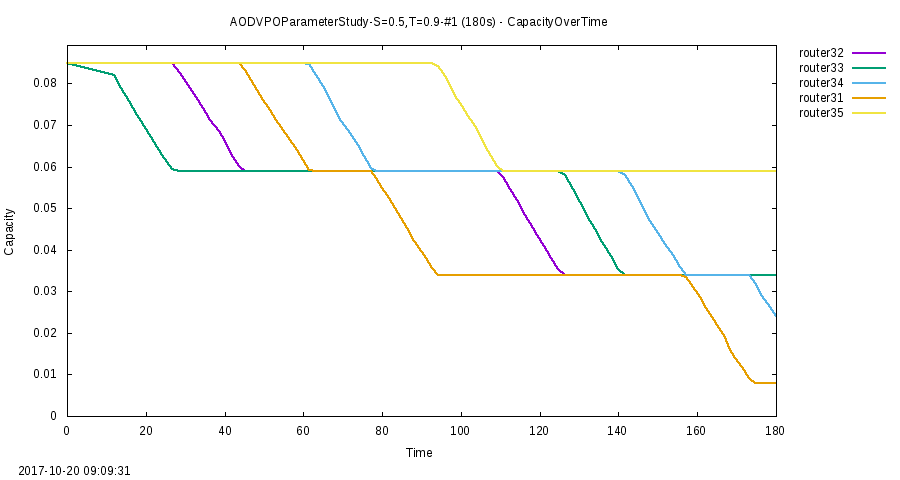 AODVPOParameterStudy-S=0.5,T=0.9-#1 (180s) - CapacityOverTime
router32
router33
router34
router31
router35
0.08
0.07
0.06
0.05
0.04
0.03
0.02
0.01
0
Capacity
0 20 40 60 80 100 120 140 160 180
Time
2017-10-20 09:09:31